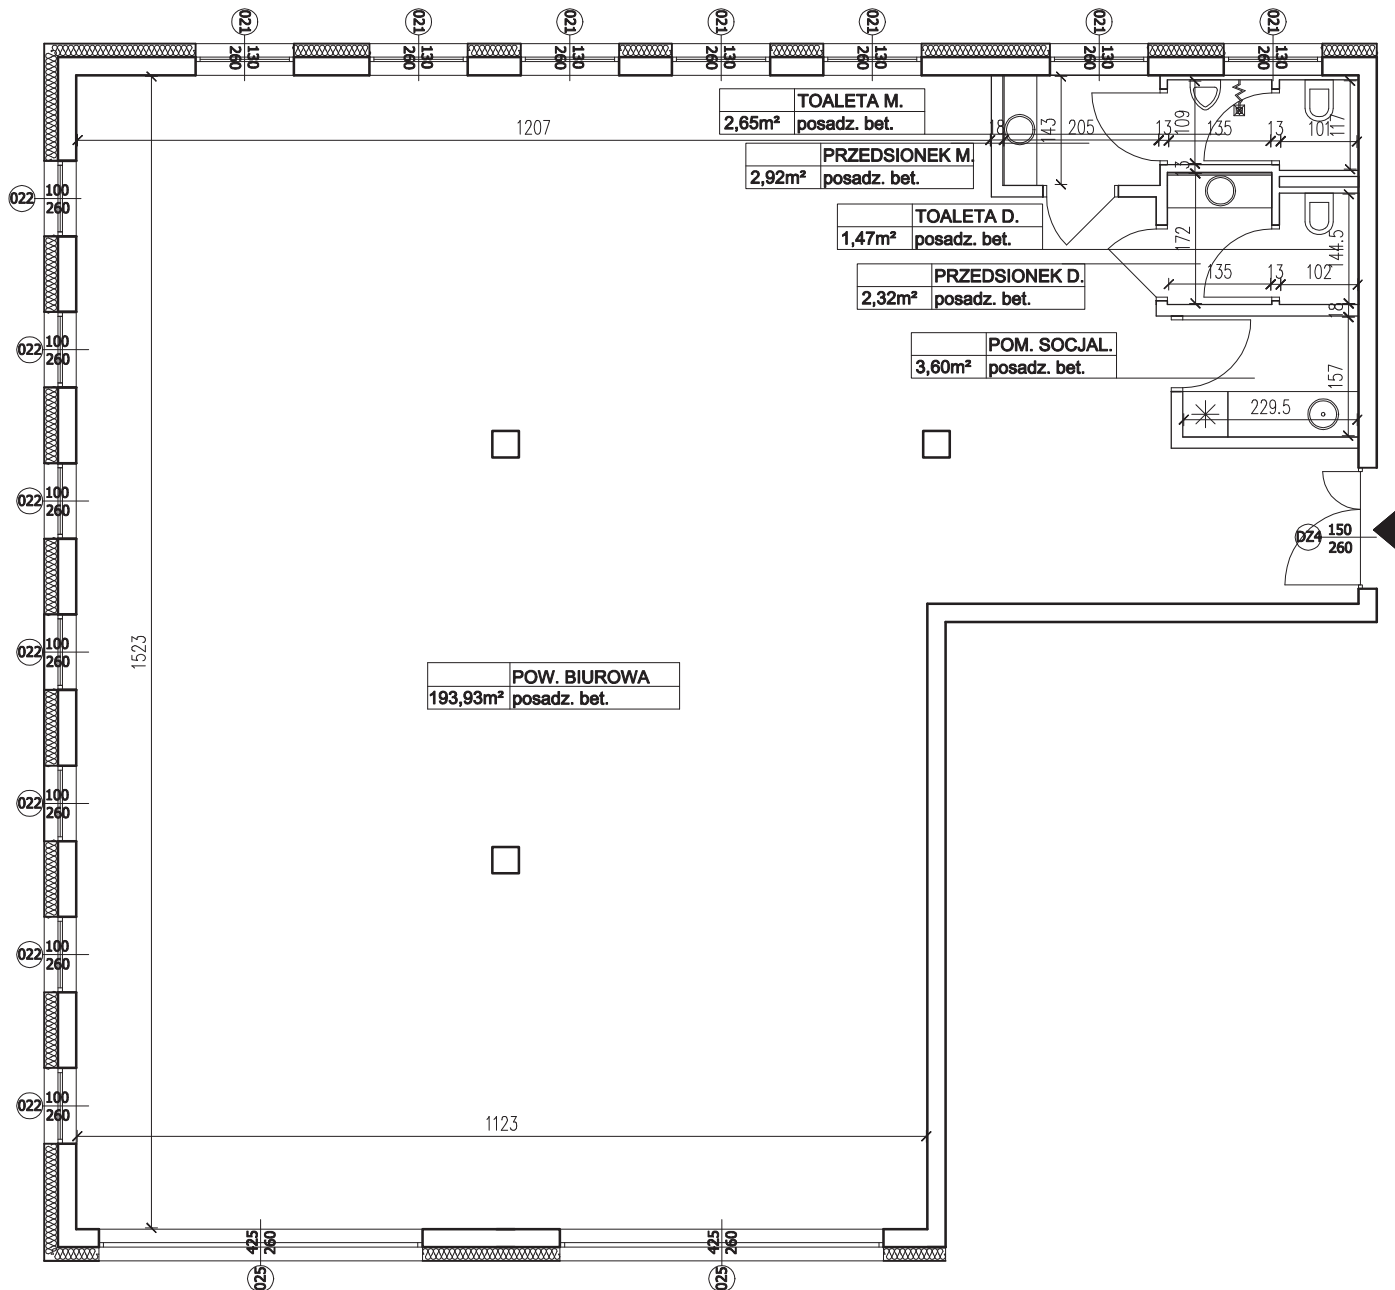 021 021 021 021 021 021 021
130 130 130 130 130 130 130
260 260 260 260 260 260 260
TOALETA M.
2,65m² posadz. bet.
1207
18
143
205
13
109
135
13
101
117
PRZEDSIONEK M.
2,92m² posadz. bet.
13
022 100
260
TOALETA D.
1,47m² posadz. bet.
172
144.5
PRZEDSIONEK D.
2,32m² posadz. bet.
135
13
102
18
022 100
260
POM. SOCJAL.
3,60m² posadz. bet.
157
229.5
022 100
260
DZ4 150
260
022 100
260
1523
POW. BIUROWA
193,93m² posadz. bet.
022 100
260
022 100
260
022 100
260
1123
425 425
260 260
025 025